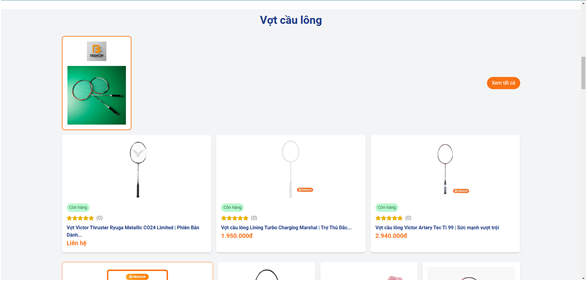 Vợt cầu lông
Xem tất cả
Còn hàng
(0)
Vợt Victor Thruster Ryuga Metallic CO24 Limited | Phiên Bản
Dành...
Liên hệ
Còn hàng
(0)
Vợt cầu lông Lining Turbo Charging Marshal | Trợ Thủ Đắc...
1.950.000đ
Còn hàng
(0)
Vợt cầu lông Victor Artery Tec Ti 99 | Sức mạnh vượt trội
2.940.000đ